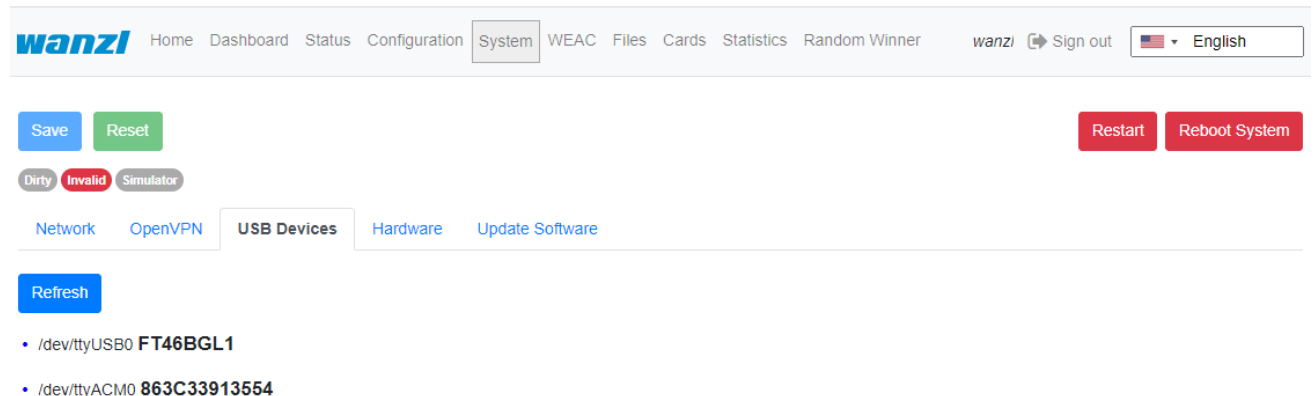 wanzl Home Dashboard Status Configuration System WEAC Files Cards Statistics Random Winner wanzl Sign out English
Save Reset Restart Reboot System
Dirty Invalid Simulator
Network OpenVPN USB Devices Hardware Update Software
Refresh
• /dev/ttyUSB0 FT46BGL1
• /dev/ttyACM0 863C33913554